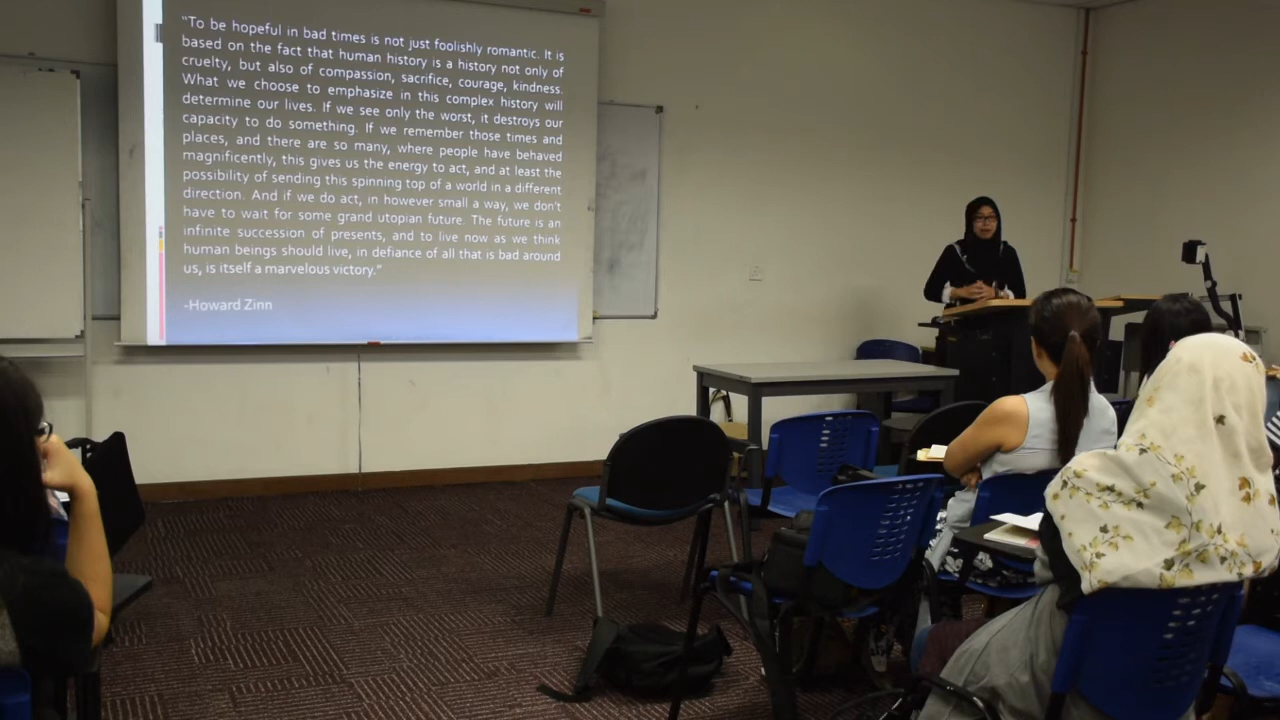 "To be hopeful in bad times is not just foolishly romantic. It is
based on the fact that human history is a history not only of
cruelty, but also of compassion, sacrifice, courage, kindness.
What we choose to emphasize in this complex history will
determine our lives. If we see only the worst, it destroys our
capacity to do something. If we remember those times and
places, and there are so many, where people have behaved
magnificently, this gives us the energy to act, and at least the
possibility of sending this spinning top of a world in a different
direction. And if we do act, in however small a way, we don't
have to wait for some grand utopian future. The future is an
infinite succession of presents, and to live now as we think
human beings should live, in defiance of all that is bad around
us, is itself a marvelous victory."
-Howard Zinn